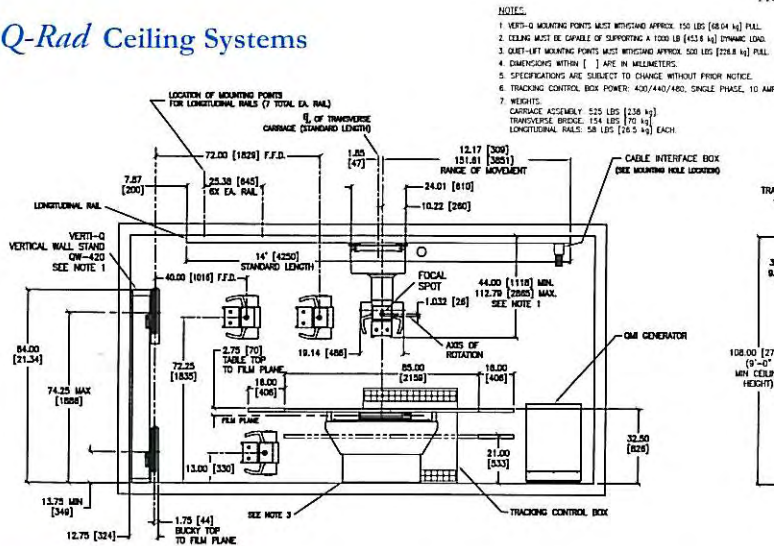 Q-Rad Ceiling Systems
NOTES:
1. VERTI-Q MOUNTING POINTS MUST WITHSTAND APPROX. 150 LBS [68.04 kg] PULL.
2. CEILING MUST BE CAPABLE OF SUPPORTING A 1000 LB [453.6 kg] DYNAMIC LOAD.
3. QUIET-LIFT MOUNTING POINTS MUST WITHSTAND APPROX. 500 LBS [226.8 kg] PULL.
4. DIMENSIONS WITHIN [ ] ARE IN MILLIMETERS.
5. SPECIFICATIONS ARE SUBJECT TO CHANGE WITHOUT PRIOR NOTICE.
6. TRACKING CONTROL BOX POWER: 400/440/480, SINGLE PHASE, 10 AMP
7. WEIGHTS:
CARRIAGE ASSEMBLY: 525 LBS [238 kg]
TRANSVERSE BRIDGE: 154 LBS [70 kg]
LONGITUDINAL RAILS: 58 LBS [26.5 kg] EACH.
LOCATION OF MOUNTING POINTS
FOR LONGITUDINAL RAILS (7 TOTAL EA. RAIL)
OF TRANSVERSE
CARRIAGE (STANDARD LENGTH)
72.00 [1829] F.F.D.
1.85
[47]
12.17 [309]
151.61 [3851]
RANGE OF MOVEMENT
CABLE INTERFACE BOX
(SEE MOUNTING HOLE LOCATION)
7.87
[200]
25.38 [645]
6X EA. RAIL
24.01 [610]
10.22 [260]
LONGITUDINAL RAIL
VERTI-Q
VERTICAL WALL STAND
QW-420
SEE NOTE 1
14' [4250]
STANDARD LENGTH
40.00 [1016] F.F.D.
FOCAL
SPOT
44.00 [1118] MIN.
112.79 [2865] MAX.
SEE NOTE 1
1.032 [26]
AXIS OF
ROTATION
19.14 [486]
84.00
[21.34]
74.25 MAX
[1886]
72.25
[1835]
2.75 [70]
TABLE TOP
TO FILM PLANE
16.00
[406]
85.00
[2159]
16.00
[406]
QMI GENERATOR
FILM PLANE
13.00 [330]
21.00
[533]
32.50
[826]
13.75 MIN
[349]
SEE NOTE 3
TRACKING CONTROL BOX
1.75 [44]
BUCKY TOP
TO FILM PLANE
12.75 [324]
TRA
108.00 [27
(9'-0"
MIN CEILIN
HEIGHT)